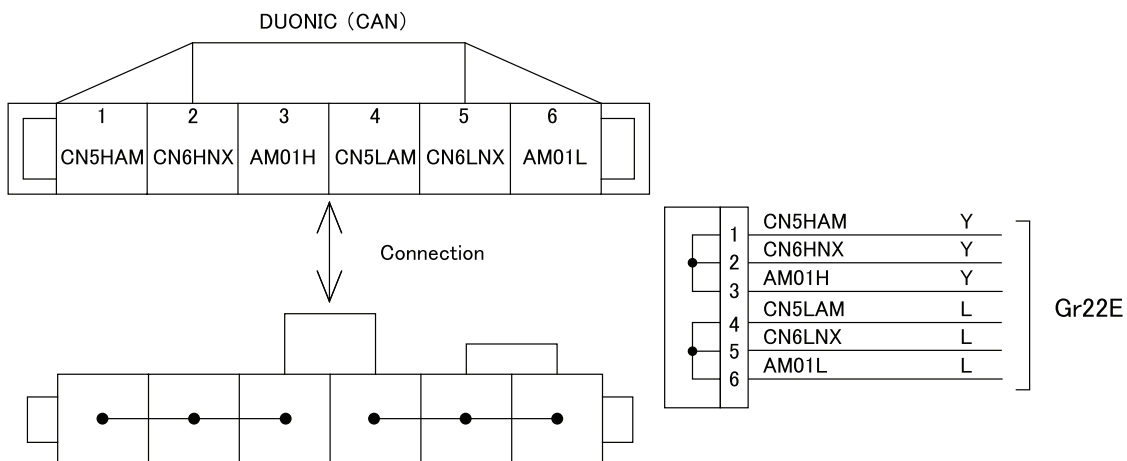 DUONIC (CAN)
1 2 3 4 5 6
CN5HAM CN6HNX AM01H CN5LAM CN6LNX AM01L
Connection
1 CN5HAM Y
2 CN6HNX Y
3 AM01H Y
4 CN5LAM L
5 CN6LNX L
6 AM01L L
Gr22E